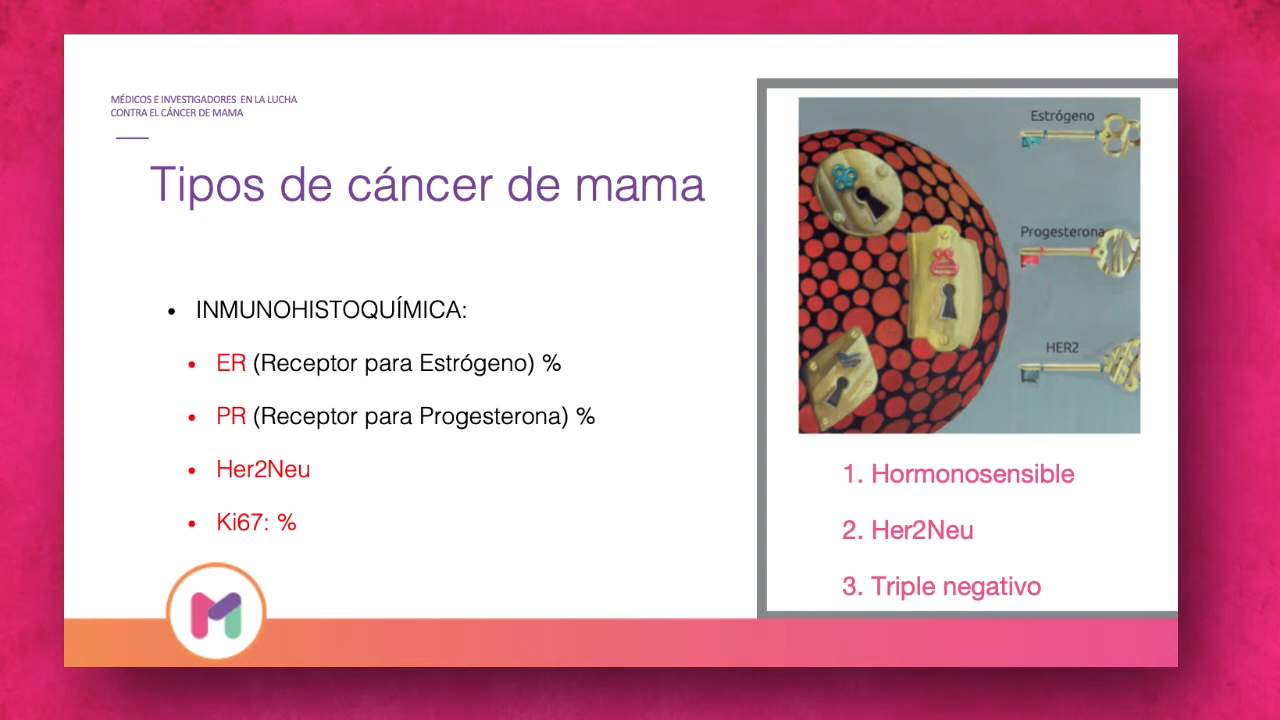 MÉDICOS E INVESTIGADORES EN LA LUCHA
CONTRA EL CÁNCER DE MAMA
Tipos de cáncer de mama
• INMUNOHISTOQUÍMICA:
• ER (Receptor para Estrógeno) %
• PR (Receptor para Progesterona) %
• Her2Neu
• Ki67: %
Estrógeno
Progesterona
HER2
1. Hormonosensible
2. Her2Neu
3. Triple negativo